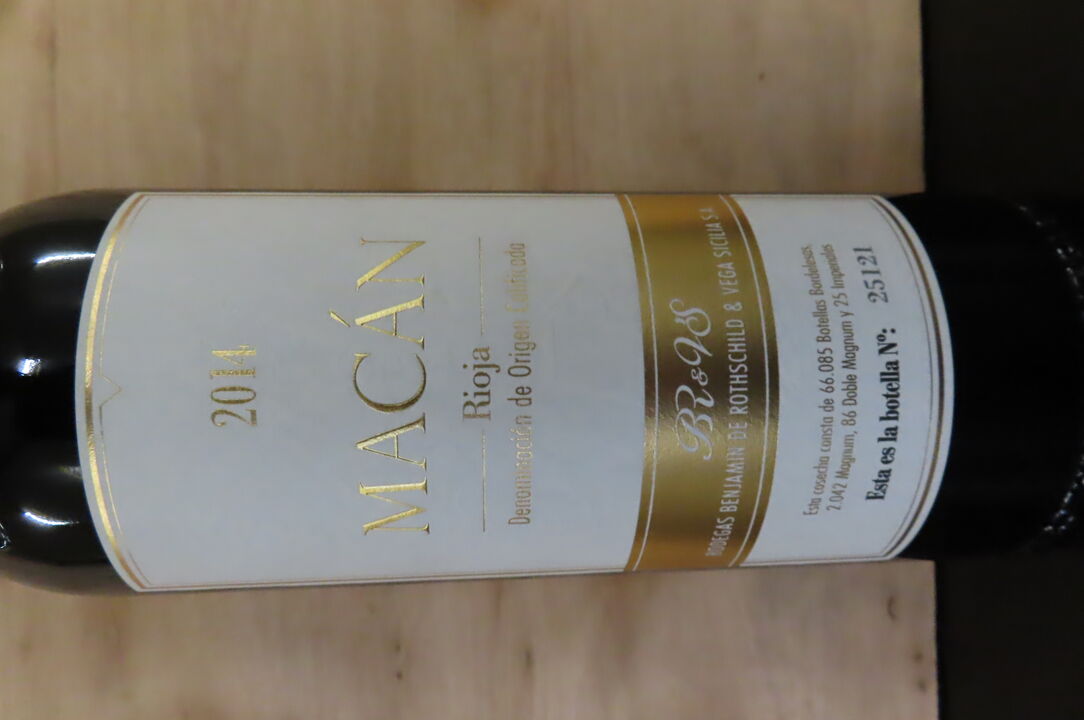 2014
MACÁN
Rioja
Denominación de Origen Calificada
BR&VS
BODEGAS BENJAMIN DE ROTHSCHILD & VEGA SICILIA SA
Esta cosecha consta de 66.085 Botellas Bordelesas,
2.042 Magnum, 86 Doble Magnum y 25 Imperiales
Esta es la botella Nº: 25121